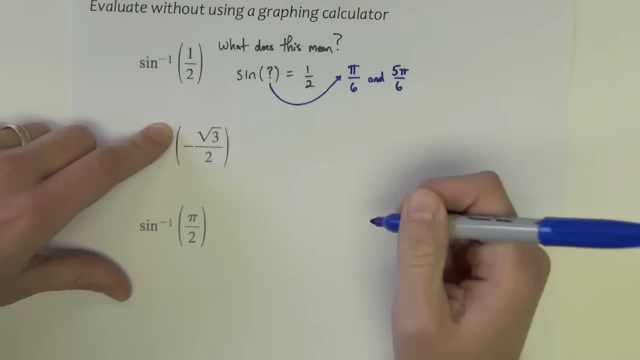 Evaluate without using a graphing calculator
sin⁻¹(1/2) What does this mean?
sin(?) = 1/2 π/6 and 5π/6
(-√3/2)
sin⁻¹(π/2)